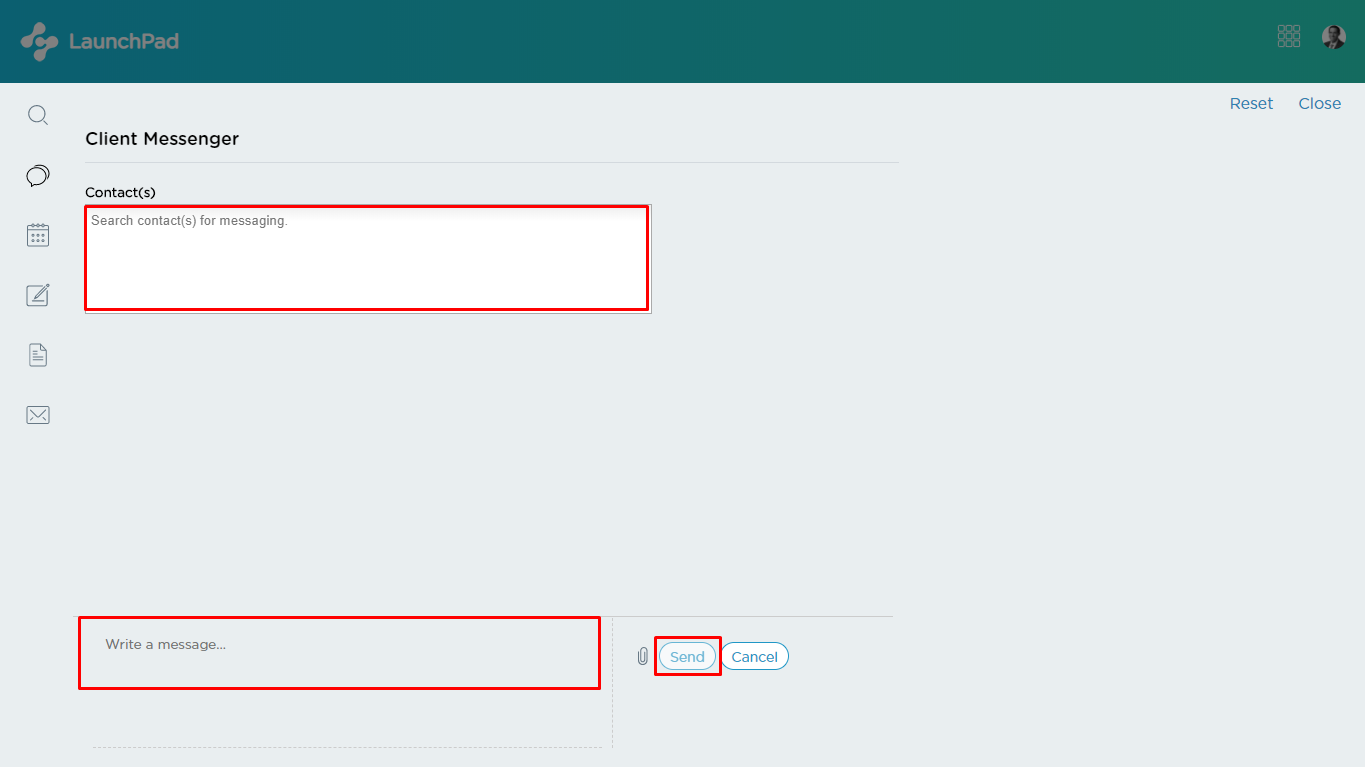 LaunchPad
Reset Close
Client Messenger
Contact(s)
Search contact(s) for messaging.
Write a message...
Send Cancel